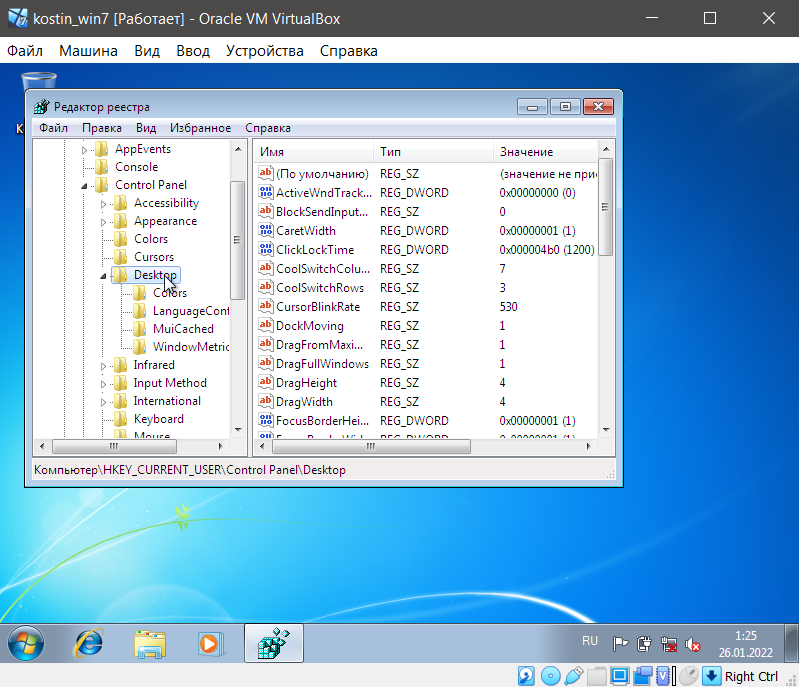 kostin_win7 [Работает] - Oracle VM VirtualBox
Файл Машина Вид Ввод Устройства Справка
Редактор реестра
Файл Правка Вид Избранное Справка
AppEvents
Console
Control Panel
Accessibility
Appearance
Colors
Cursors
Desktop
Colors
LanguageConf
MuiCached
WindowMetric
Infrared
Input Method
International
Keyboard
Mouse
Имя Тип Значение
(По умолчанию) REG_SZ (значение не при
ActiveWndTrack... REG_DWORD 0x00000000 (0)
BlockSendInput... REG_SZ 0
CaretWidth REG_DWORD 0x00000001 (1)
ClickLockTime REG_DWORD 0x000004b0 (1200)
CoolSwitchColu... REG_SZ 7
CoolSwitchRows REG_SZ 3
CursorBlinkRate REG_SZ 530
DockMoving REG_SZ 1
DragFromMaxi... REG_SZ 1
DragFullWindows REG_SZ 1
DragHeight REG_SZ 4
DragWidth REG_SZ 4
FocusBorderHei... REG_DWORD 0x00000001 (1)
Компьютер\HKEY_CURRENT_USER\Control Panel\Desktop
RU
1:25
26.01.2022
Right Ctrl